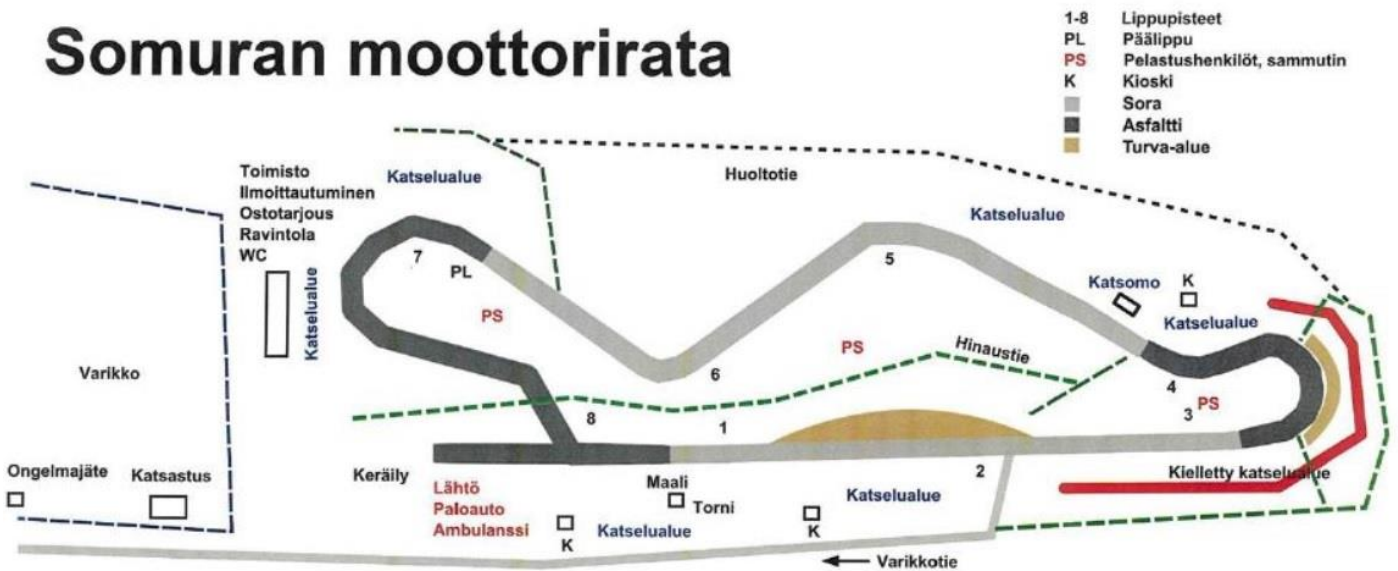 Somuran moottorirata
1-8 Lippupisteet
PL Päälippu
PS Pelastushenkilöt, sammutin
K Kioski
Sora
Asfaltti
Turva-alue
Toimisto
Ilmoittautuminen
Ostotarjous
Ravintola
WC
Katselualue
Katselualue
Huoltotie
Katselualue
7
PL
5
Katsomo
K
PS
Katselualue
Varikko
PS
Hinaustie
6
4
3
PS
8
1
2
Ongelmajäte
Katsastus
Keräily
Lähtö
Paloauto
Ambulanssi
Maali
Torni
Katselualue
Kielletty katselualue
K
Katselualue
K
Varikkotie